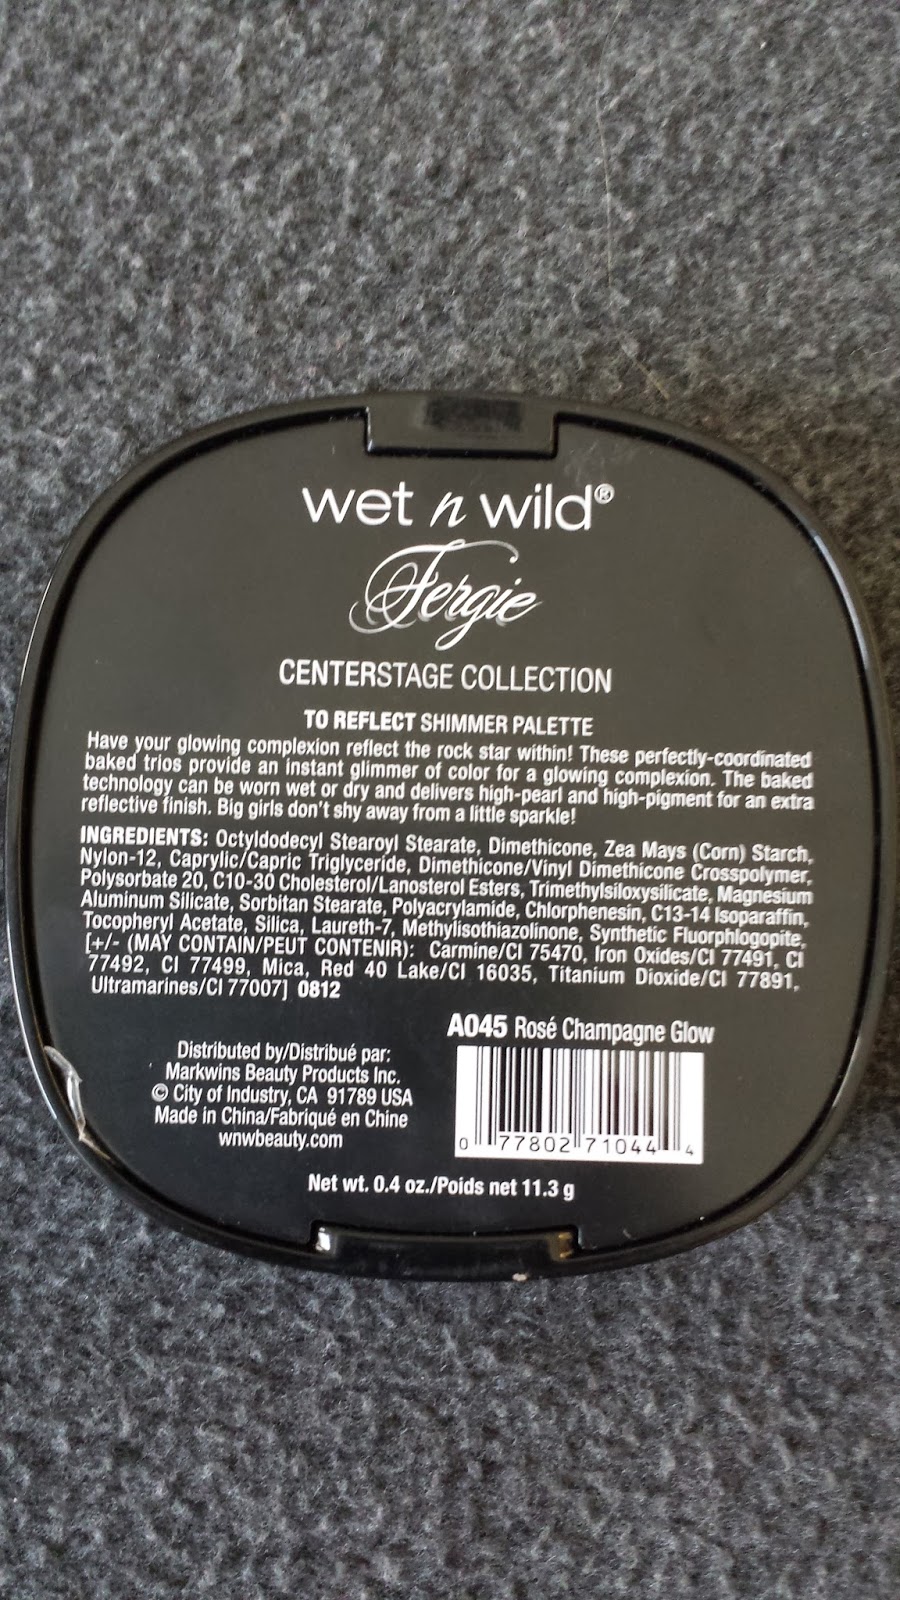 wet n wild®
Fergie
CENTERSTAGE COLLECTION
TO REFLECT SHIMMER PALETTE
Have your glowing complexion reflect the rock star within! These perfectly-coordinated
baked trios provide an instant glimmer of color for a glowing complexion. The baked
technology can be worn wet or dry and delivers high-pearl and high-pigment for an extra
reflective finish. Big girls don't shy away from a little sparkle!
INGREDIENTS: Octyldodecyl Stearoyl Stearate, Dimethicone, Zea Mays (Corn) Starch,
Nylon-12, Caprylic/Capric Triglyceride, Dimethicone/Vinyl Dimethicone Crosspolymer,
Polysorbate 20, C10-30 Cholesterol/Lanosterol Esters, Trimethylsiloxysilicate, Magnesium
Aluminum Silicate, Sorbitan Stearate, Polyacrylamide, Chlorphenesin, C13-14 Isoparaffin,
Tocopheryl Acetate, Silica, Laureth-7, Methylisothiazolinone, Synthetic Fluorphlogopite,
[+/- (MAY CONTAIN/PEUT CONTENIR): Carmine/CI 75470, Iron Oxides/CI 77491, CI
77492, CI 77499, Mica, Red 40 Lake/CI 16035, Titanium Dioxide/CI 77891,
Ultramarines/CI 77007] 0812
A045 Rosé Champagne Glow
Distributed by/Distribué par:
Markwins Beauty Products Inc.
© City of Industry, CA 91789 USA
Made in China/Fabriqué en Chine
wnwbeauty.com
0 77802 71044 4
Net wt. 0.4 oz./Poids net 11.3 g